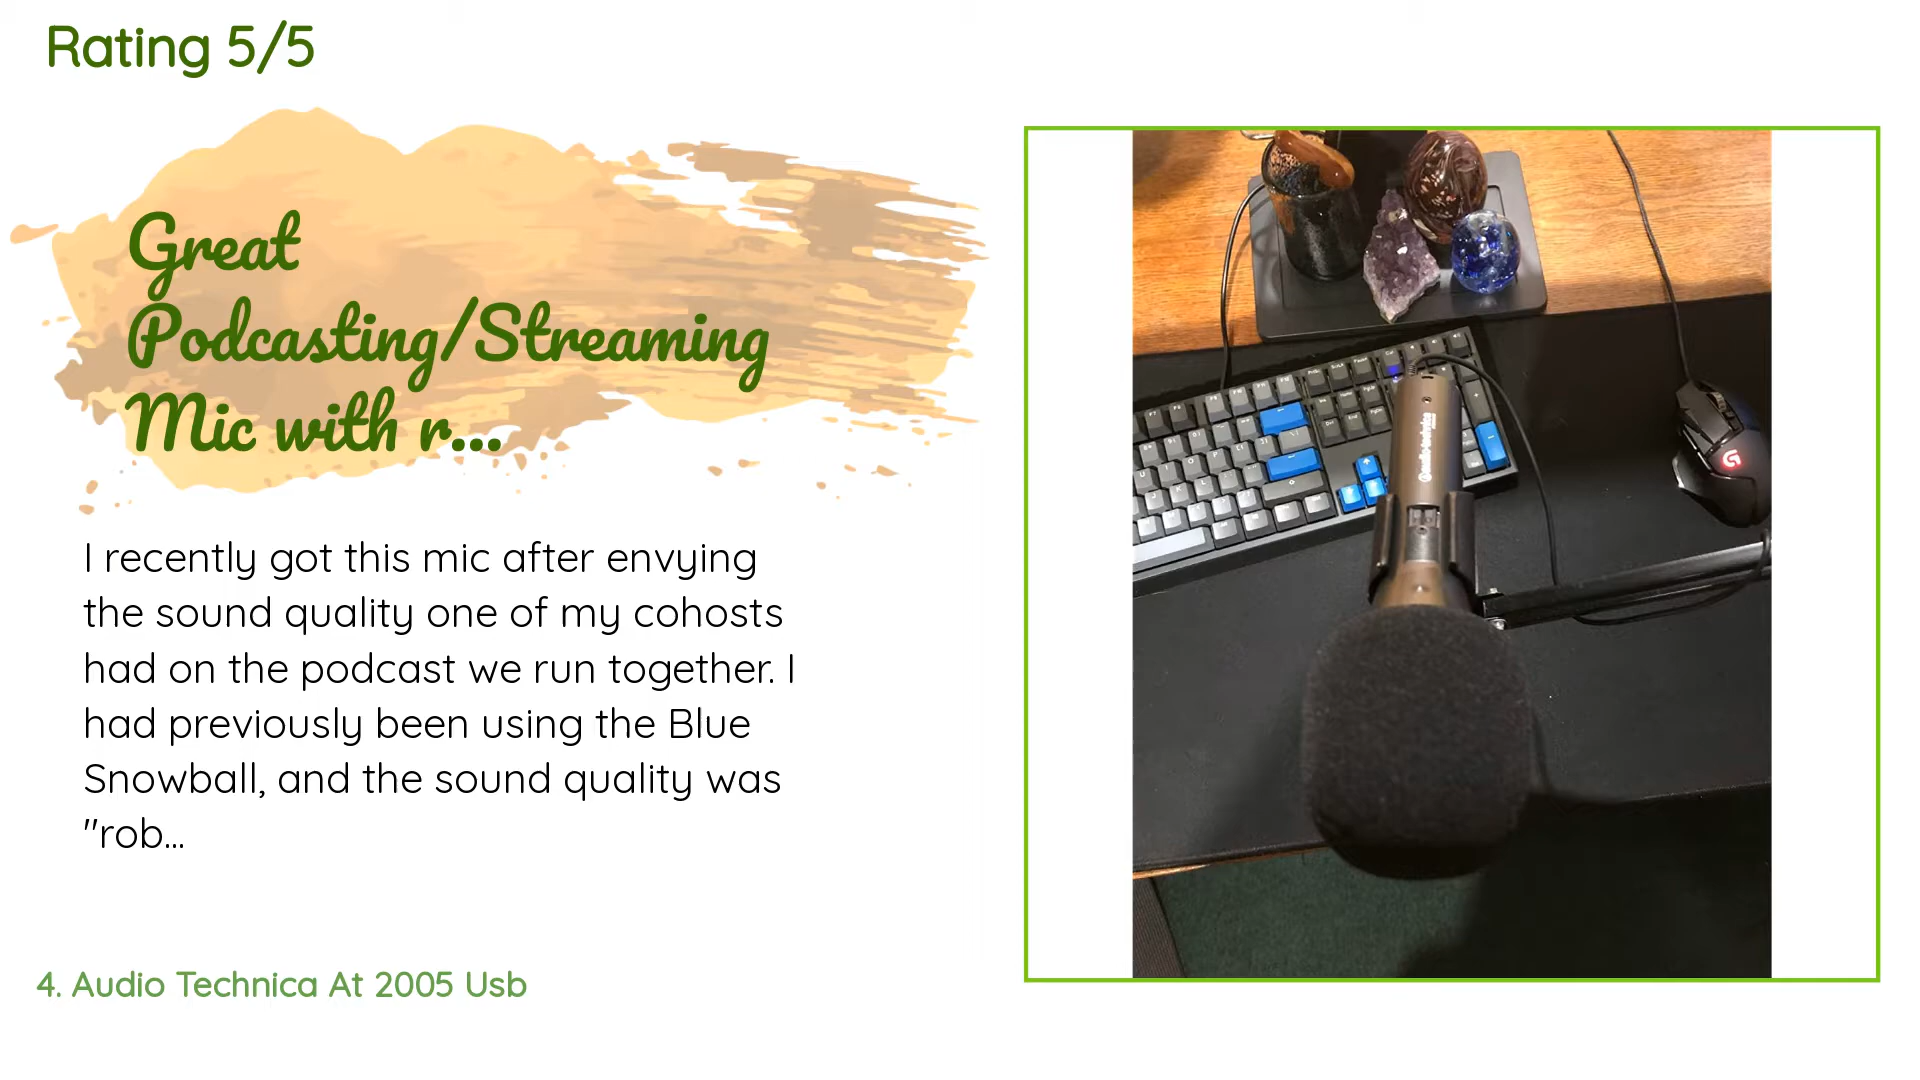 Rating 5/5
Great
Podcasting/Streaming
Mic with r...
I recently got this mic after envying
the sound quality one of my cohosts
had on the podcast we run together. I
had previously been using the Blue
Snowball, and the sound quality was
"rob...
4. Audio Technica At 2005 Usb
audio-technica